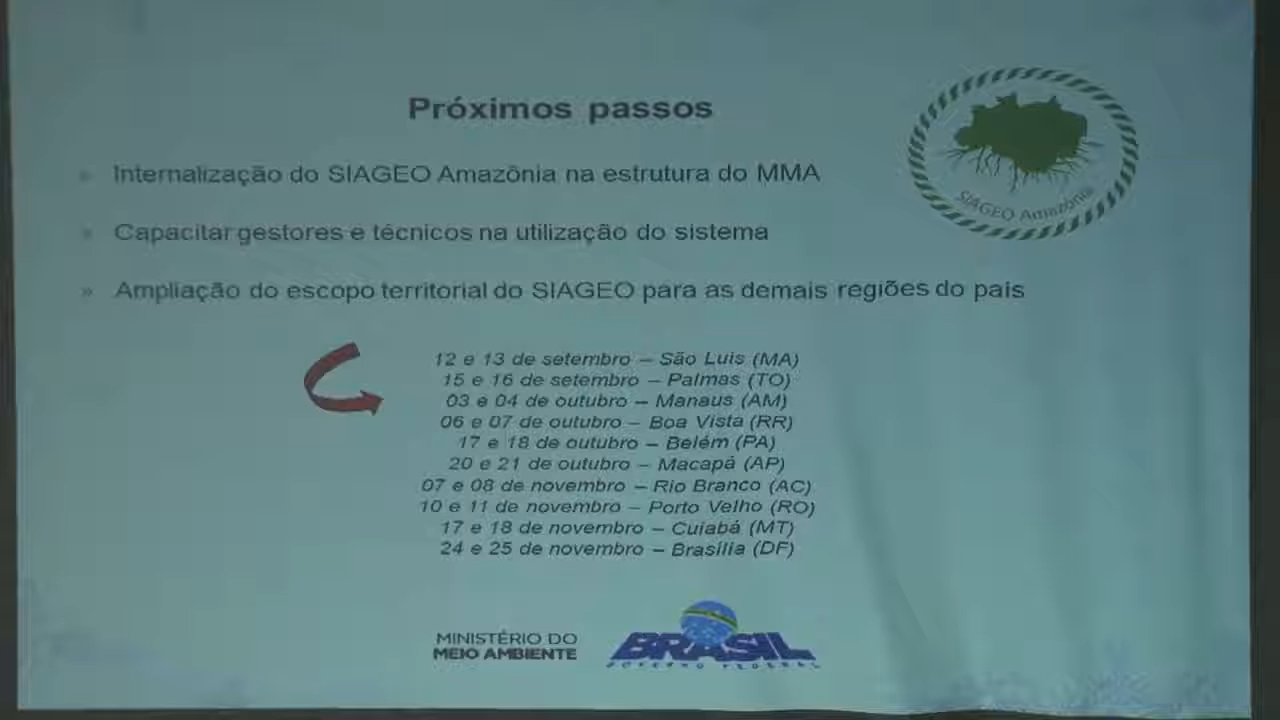 Próximos passos
» Internalização do SIAGEO Amazônia na estrutura do MMA
» Capacitar gestores e técnicos na utilização do sistema
» Ampliação do escopo territorial do SIAGEO para as demais regiões do pais
SIAGEO Amazônia
12 e 13 de setembro – São Luis (MA)
15 e 16 de setembro – Palmas (TO)
03 e 04 de outubro – Manaus (AM)
06 e 07 de outubro – Boa Vista (RR)
17 e 18 de outubro – Belém (PA)
20 e 21 de outubro – Macapá (AP)
07 e 08 de novembro – Rio Branco (AC)
10 e 11 de novembro – Porto Velho (RO)
17 e 18 de novembro – Cuiabá (MT)
24 e 25 de novembro – Brasília (DF)
MINISTÉRIO DO
MEIO AMBIENTE
BRASIL
GOVERNO FEDERAL